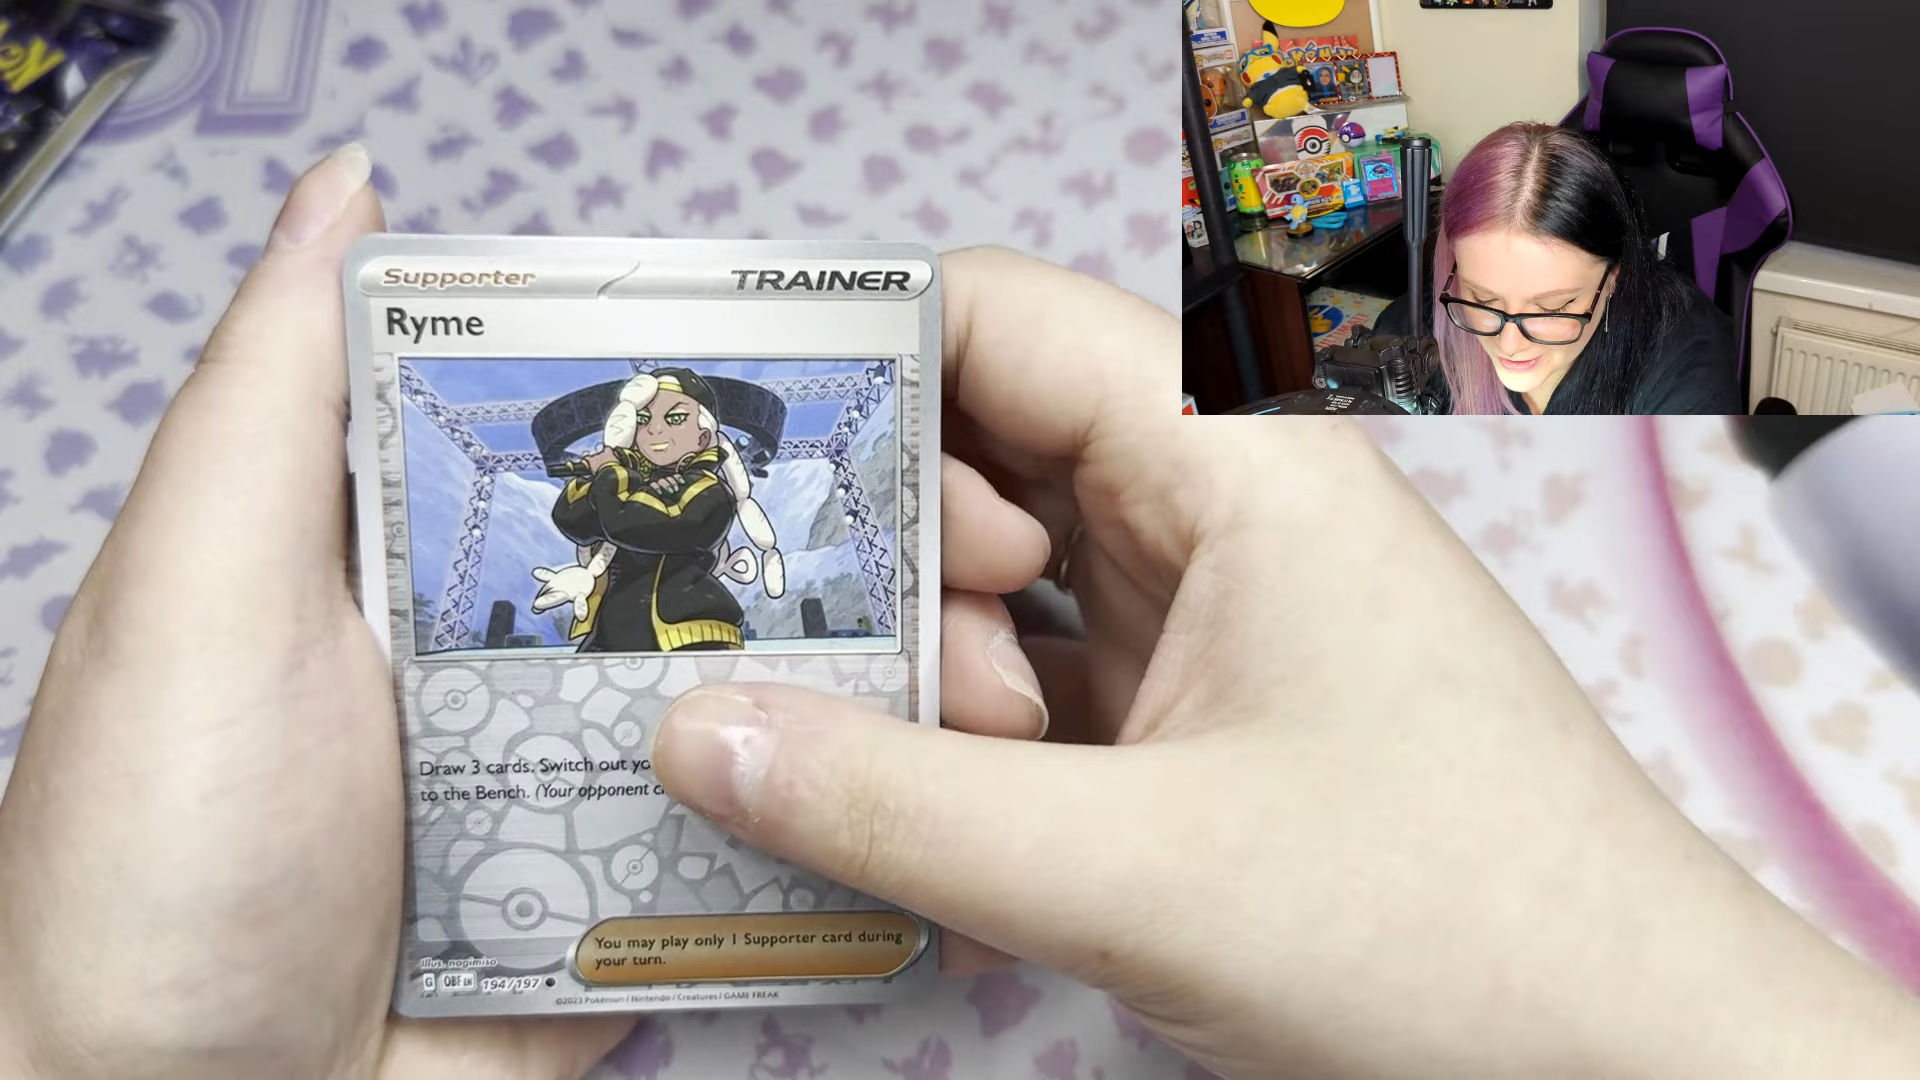 Supporter
TRAINER
Ryme
Draw 3 cards. Switch out yo
to the Bench. (Your opponent c
You may play only 1 Supporter card during
your turn.
Illus. nagimiso
G OBF EN 194/197
©2023 Pokémon / Nintendo / Creatures / GAME FREAK